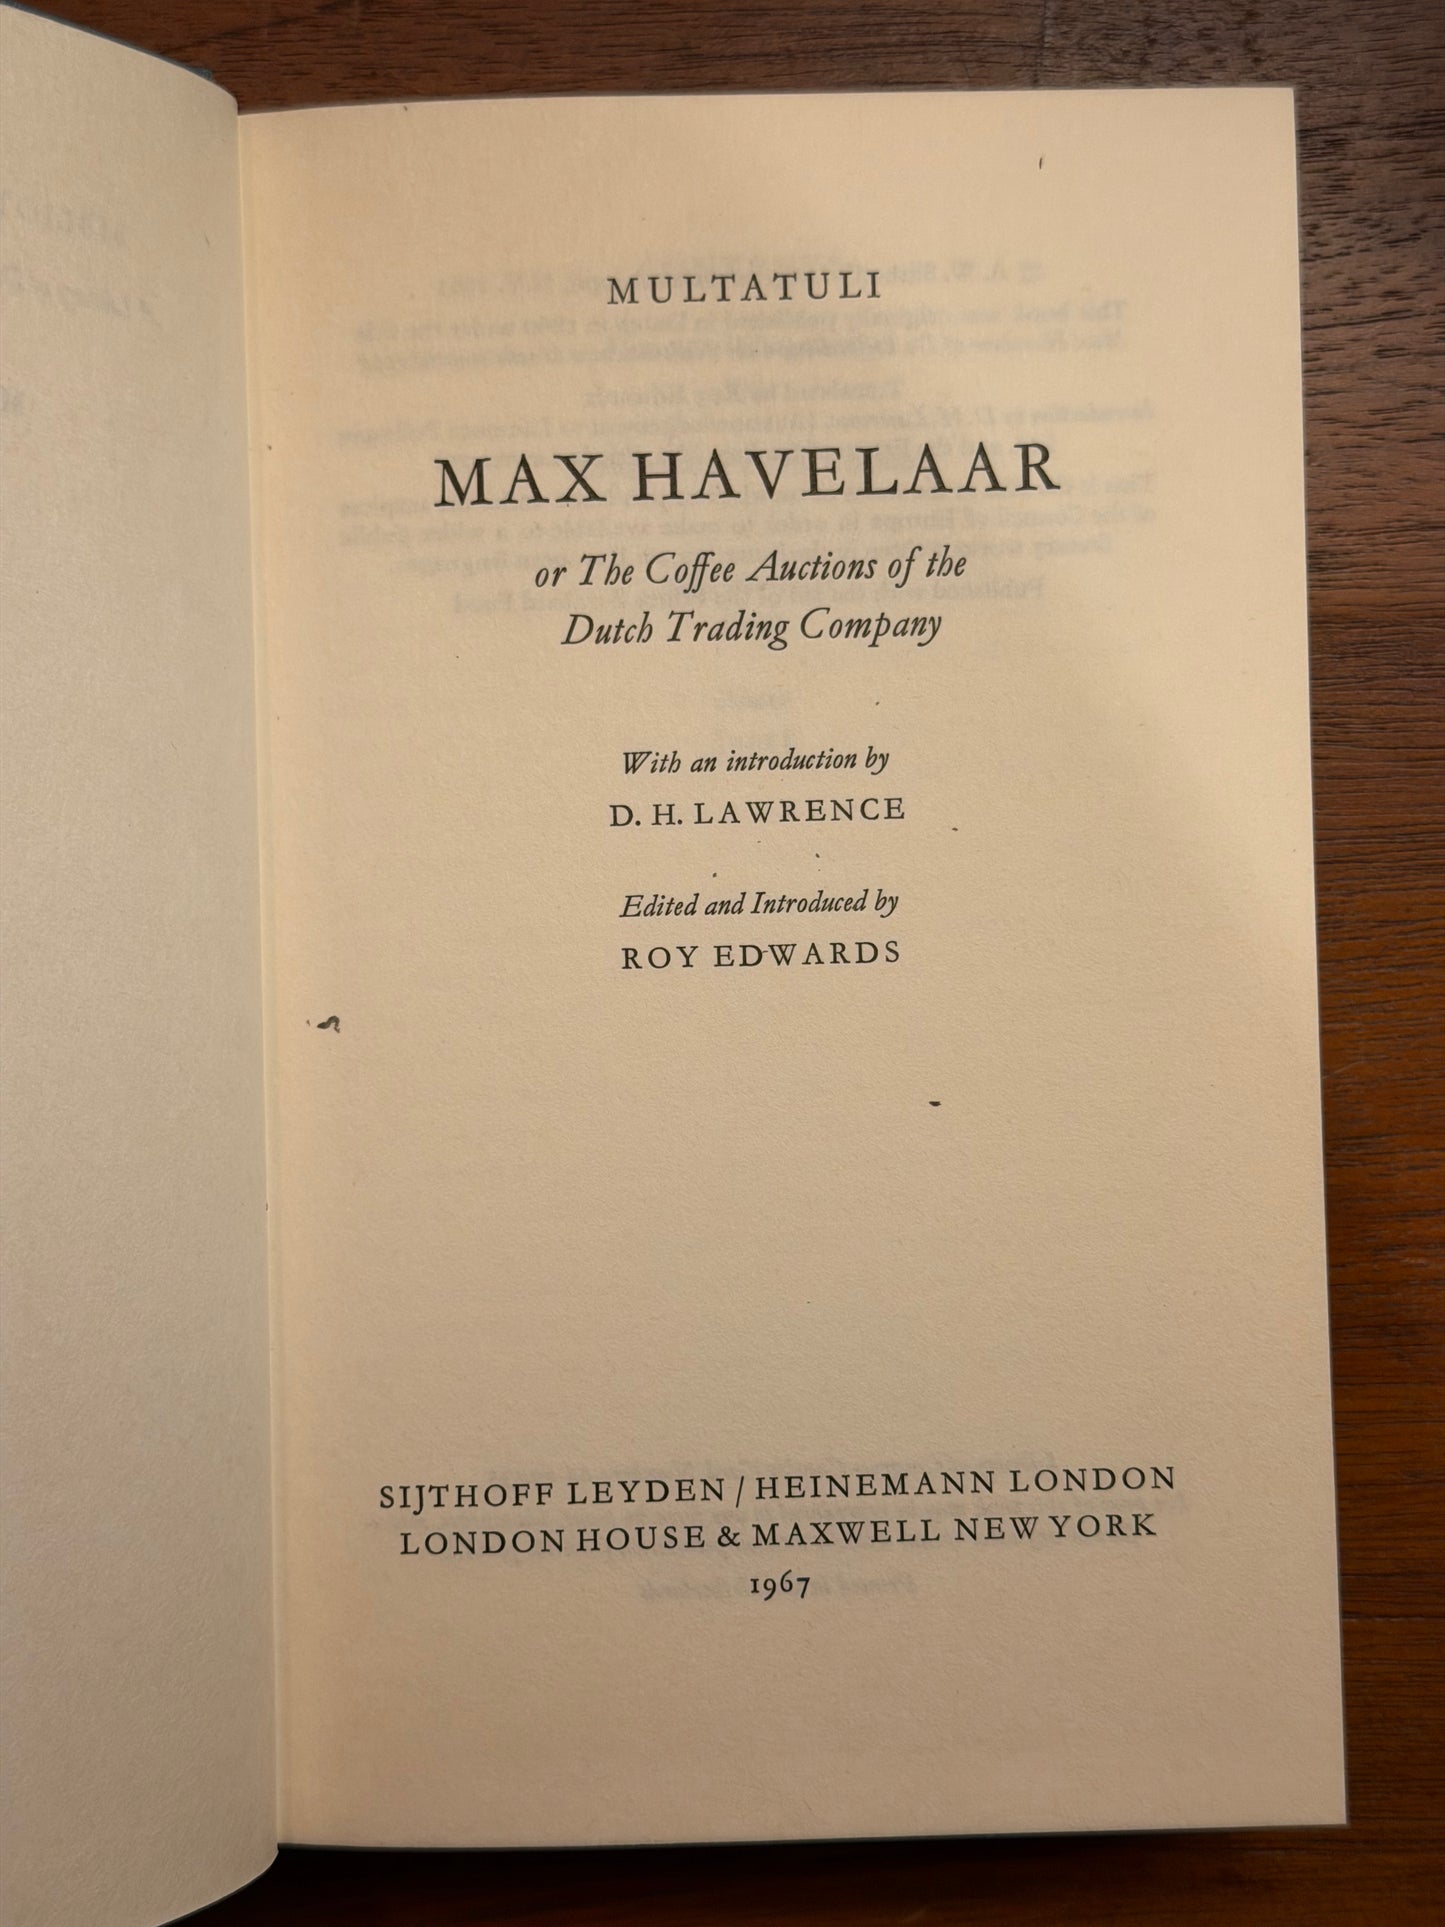 MULTATULI
MAX HAVELAAR
or The Coffee Auctions of the
Dutch Trading Company
With an introduction by
D. H. LAWRENCE
Edited and Introduced by
ROY EDWARDS
SIJTHOFF LEYDEN / HEINEMANN LONDON
LONDON HOUSE & MAXWELL NEW YORK
1967